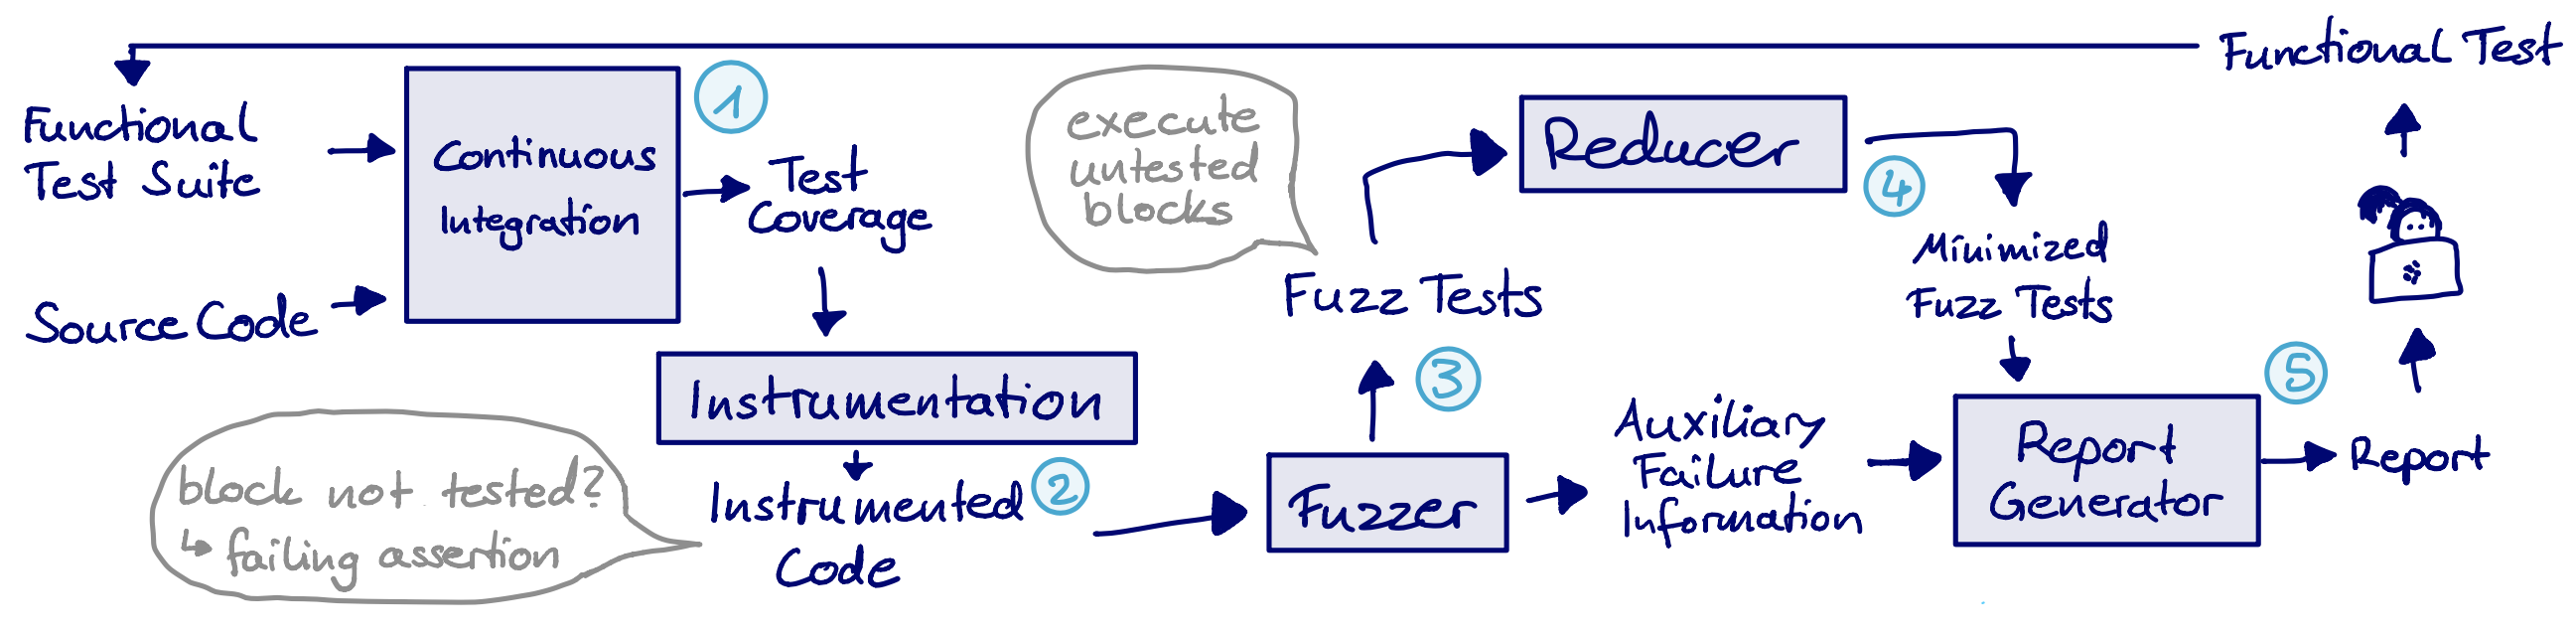 Functional
Test Suite
Source Code
Continuous
Integration
1
Test
Coverage
Instrumentation
block not tested?
↳ failing assertion
Instrumented
Code
2
Fuzzer
3
Fuzz Tests
execute
untested
blocks
Reducer
4
Minimized
Fuzz Tests
Auxiliary
Failure
Information
Report
Generator
5
Report
Functional Test